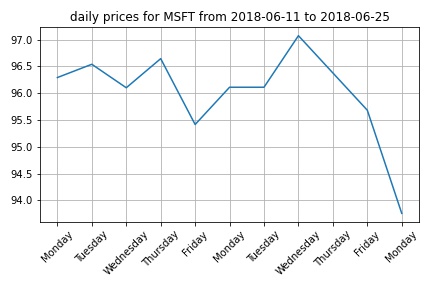 daily prices for MSFT from 2018-06-11 to 2018-06-25
97.0
96.5
96.0
95.5
95.0
94.5
94.0
Monday
Tuesday
Wednesday
Thursday
Friday
Monday
Tuesday
Wednesday
Thursday
Friday
Monday